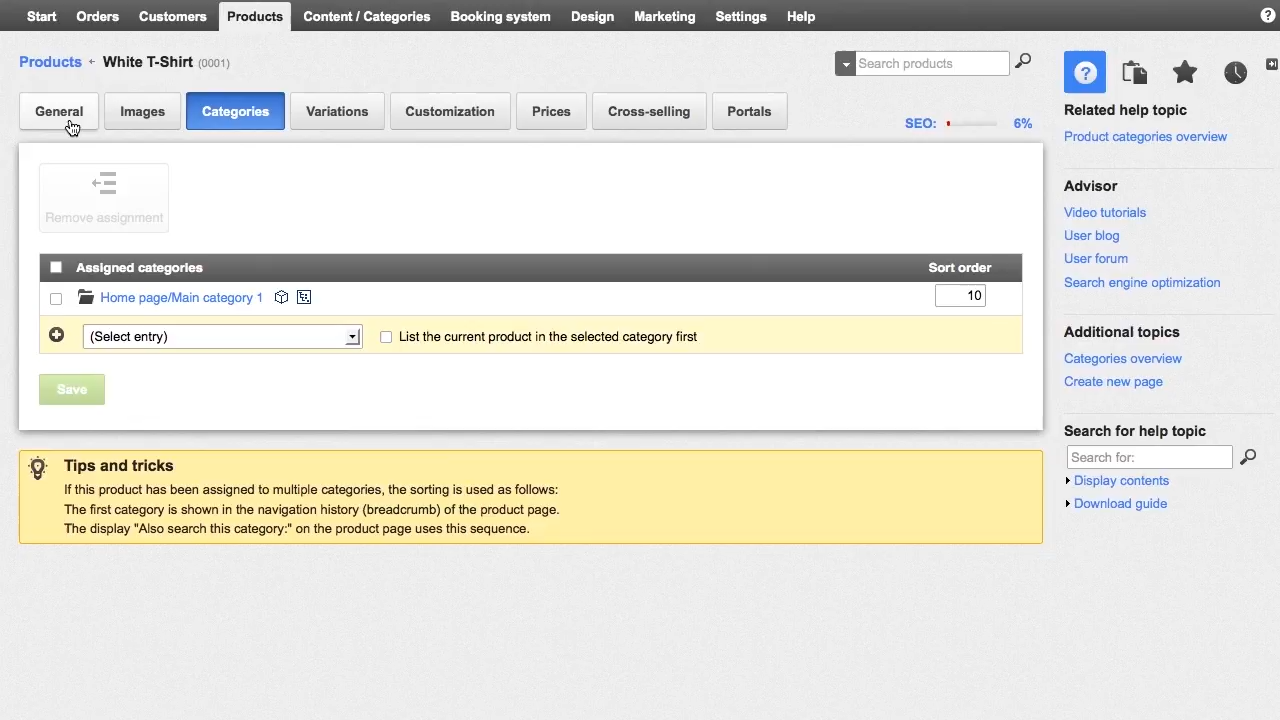 Start Orders Customers Products Content / Categories Booking system Design Marketing Settings Help
Products White T-Shirt (0001)
Search products
General Images Categories Variations Customization Prices Cross-selling Portals
SEO: 6%
Remove assignment
Assigned categories Sort order
Home page/Main category 1 10
(Select entry) List the current product in the selected category first
Save
Tips and tricks
If this product has been assigned to multiple categories, the sorting is used as follows:
The first category is shown in the navigation history (breadcrumb) of the product page.
The display "Also search this category:" on the product page uses this sequence.
Related help topic
Product categories overview
Advisor
Video tutorials
User blog
User forum
Search engine optimization
Additional topics
Categories overview
Create new page
Search for help topic
Search for:
Display contents
Download guide